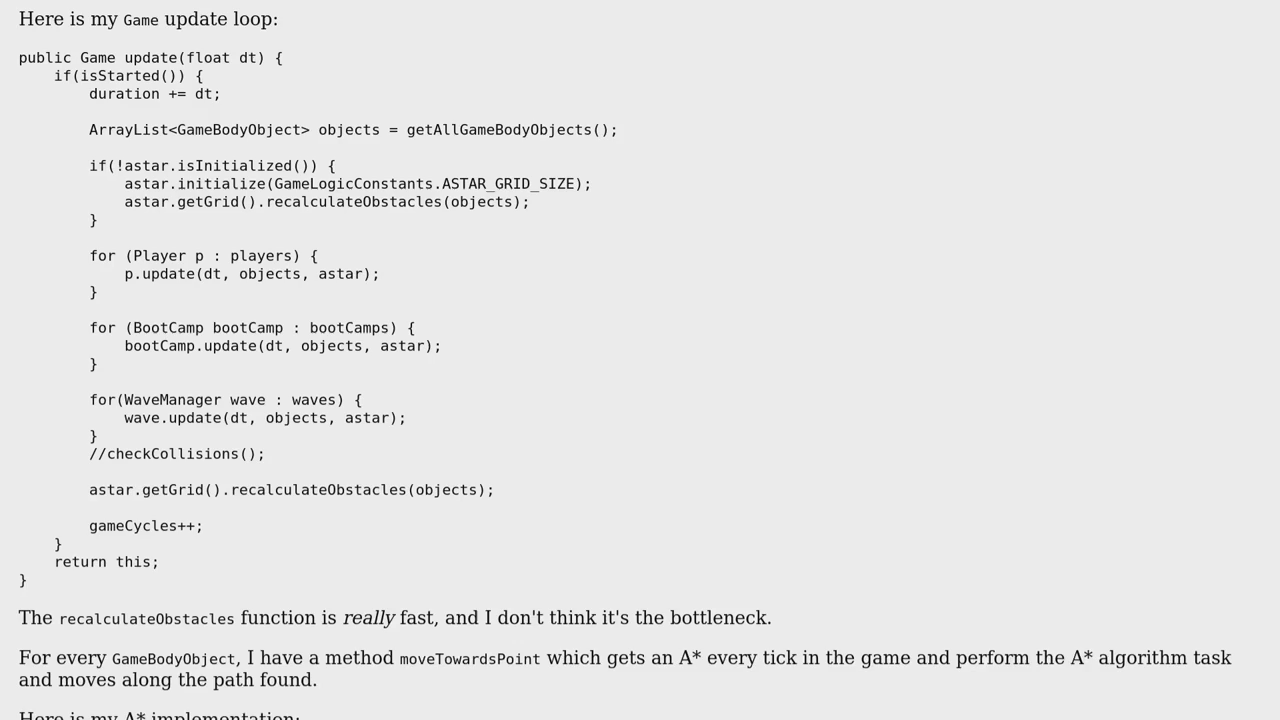 Here is my Game update loop:
public Game update(float dt) {
    if(isStarted()) {
        duration += dt;

        ArrayList<GameBodyObject> objects = getAllGameBodyObjects();

        if(!astar.isInitialized()) {
            astar.initialize(GameLogicConstants.ASTAR_GRID_SIZE);
            astar.getGrid().recalculateObstacles(objects);
        }

        for (Player p : players) {
            p.update(dt, objects, astar);
        }

        for (BootCamp bootCamp : bootCamps) {
            bootCamp.update(dt, objects, astar);
        }

        for(WaveManager wave : waves) {
            wave.update(dt, objects, astar);
        }
        //checkCollisions();

        astar.getGrid().recalculateObstacles(objects);

        gameCycles++;
    }
    return this;
}
The recalculateObstacles function is really fast, and I don't think it's the bottleneck.
For every GameBodyObject, I have a method moveTowardsPoint which gets an A* every tick in the game and perform the A* algorithm task
and moves along the path found.
Here is my A* implementation: